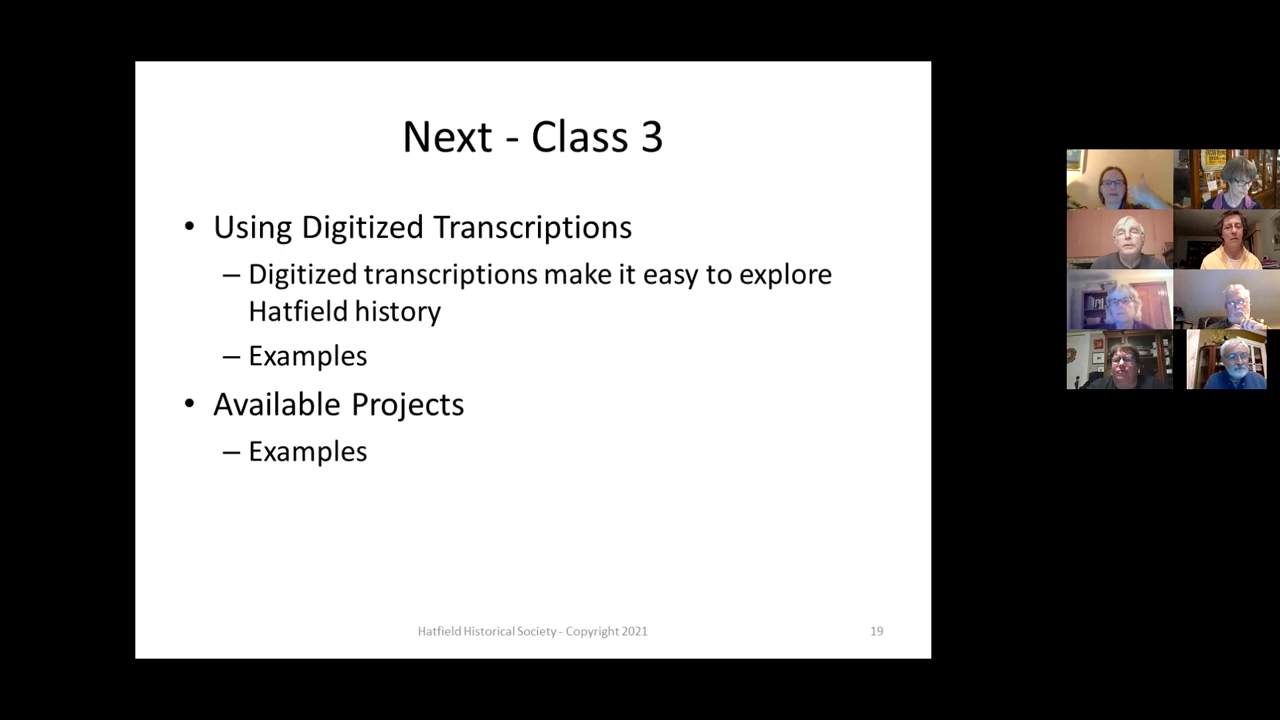 Next - Class 3
• Using Digitized Transcriptions
– Digitized transcriptions make it easy to explore
Hatfield history
– Examples
• Available Projects
– Examples
Hatfield Historical Society - Copyright 2021
19